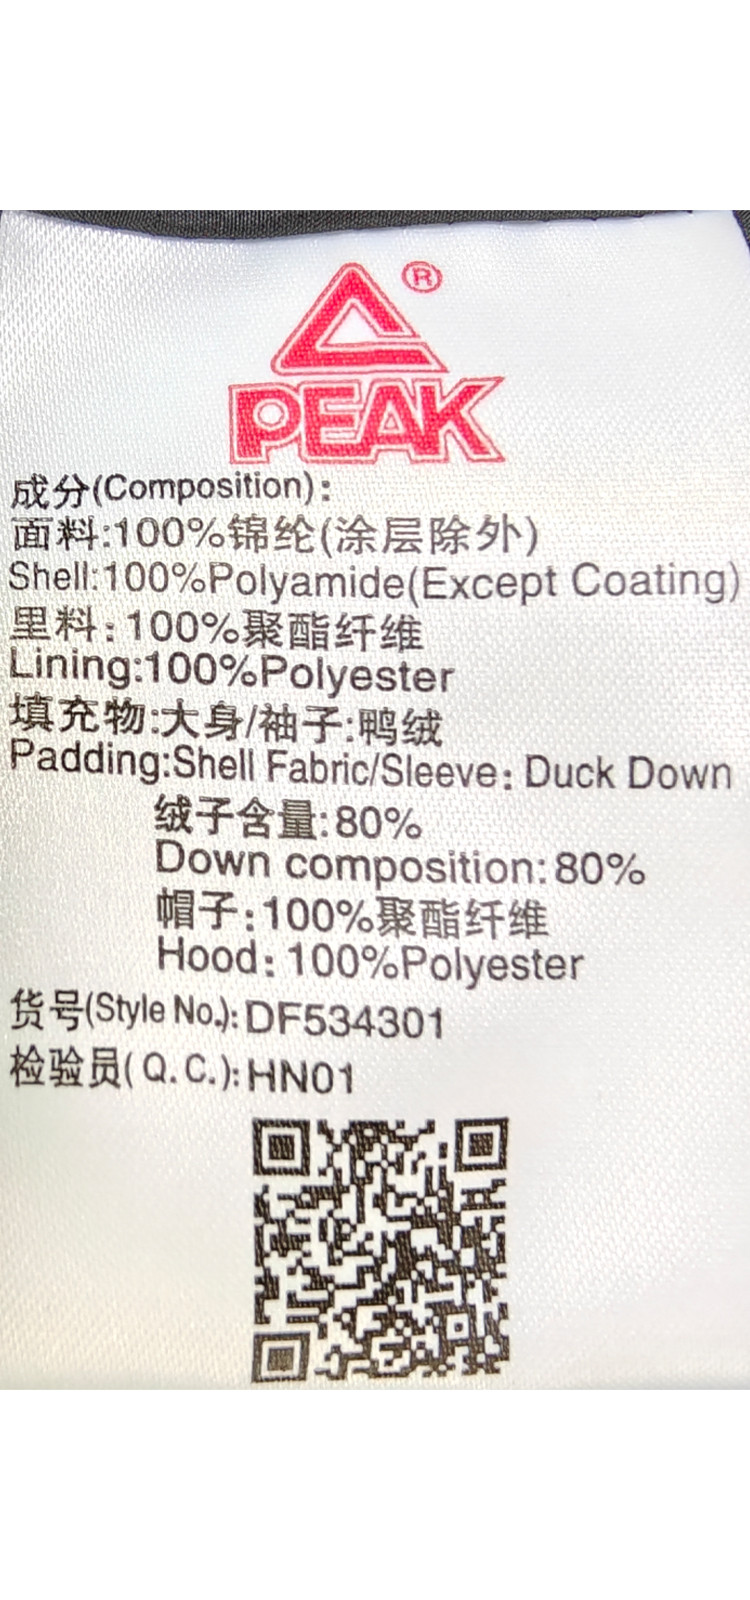 ®
PEAK
成分(Composition):
面料:100%锦纶(涂层除外)
Shell:100%Polyamide(Except Coating)
里料:100%聚酯纤维
Lining:100%Polyester
填充物:大身/袖子:鸭绒
Padding:Shell Fabric/Sleeve: Duck Down
绒子含量:80%
Down composition:80%
帽子:100%聚酯纤维
Hood: 100%Polyester
货号(Style No.):DF534301
检验员(Q.C.):HN01